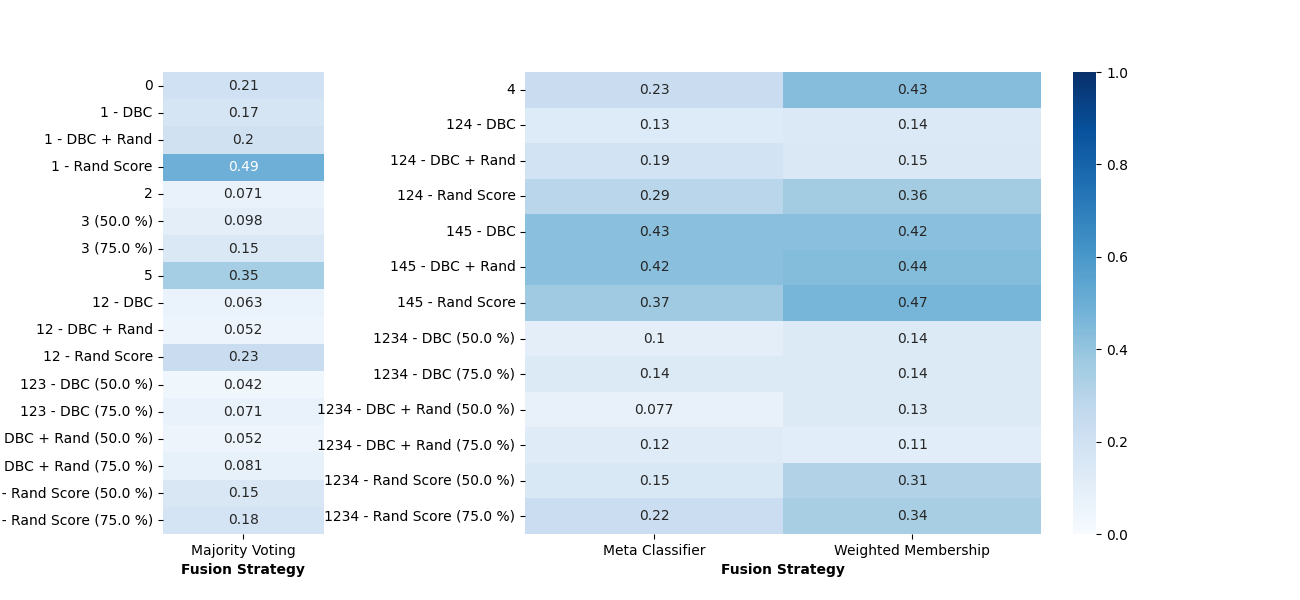 0 0.21
1 - DBC 0.17
1 - DBC + Rand 0.2
1 - Rand Score 0.49
2 0.071
3 (50.0 %) 0.098
3 (75.0 %) 0.15
5 0.35
12 - DBC 0.063
12 - DBC + Rand 0.052
12 - Rand Score 0.23
123 - DBC (50.0 %) 0.042
123 - DBC (75.0 %) 0.071
DBC + Rand (50.0 %) 0.052
DBC + Rand (75.0 %) 0.081
- Rand Score (50.0 %) 0.15
- Rand Score (75.0 %) 0.18
Majority Voting
Fusion Strategy
4 0.23 0.43
124 - DBC 0.13 0.14
124 - DBC + Rand 0.19 0.15
124 - Rand Score 0.29 0.36
145 - DBC 0.43 0.42
145 - DBC + Rand 0.42 0.44
145 - Rand Score 0.37 0.47
1234 - DBC (50.0 %) 0.1 0.14
1234 - DBC (75.0 %) 0.14 0.14
1234 - DBC + Rand (50.0 %) 0.077 0.13
1234 - DBC + Rand (75.0 %) 0.12 0.11
1234 - Rand Score (50.0 %) 0.15 0.31
1234 - Rand Score (75.0 %) 0.22 0.34
Meta Classifier Weighted Membership
Fusion Strategy
1.0
0.8
0.6
0.4
0.2
0.0